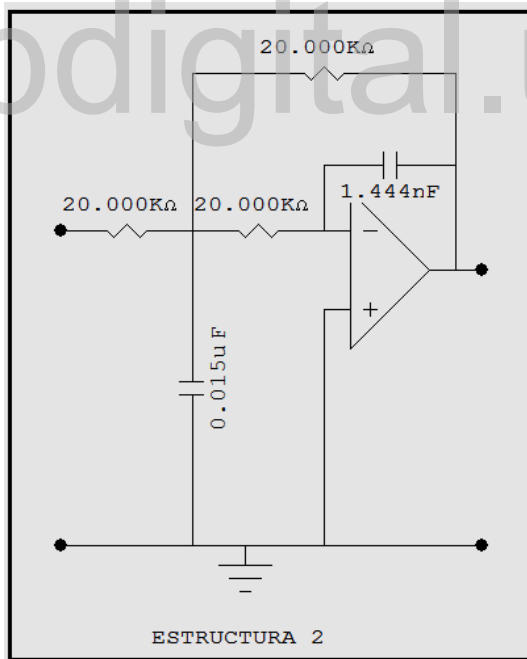 odigital.u
20.000KΩ
1.444nF
20.000KΩ 20.000KΩ
−
+
0.015uF
ESTRUCTURA 2